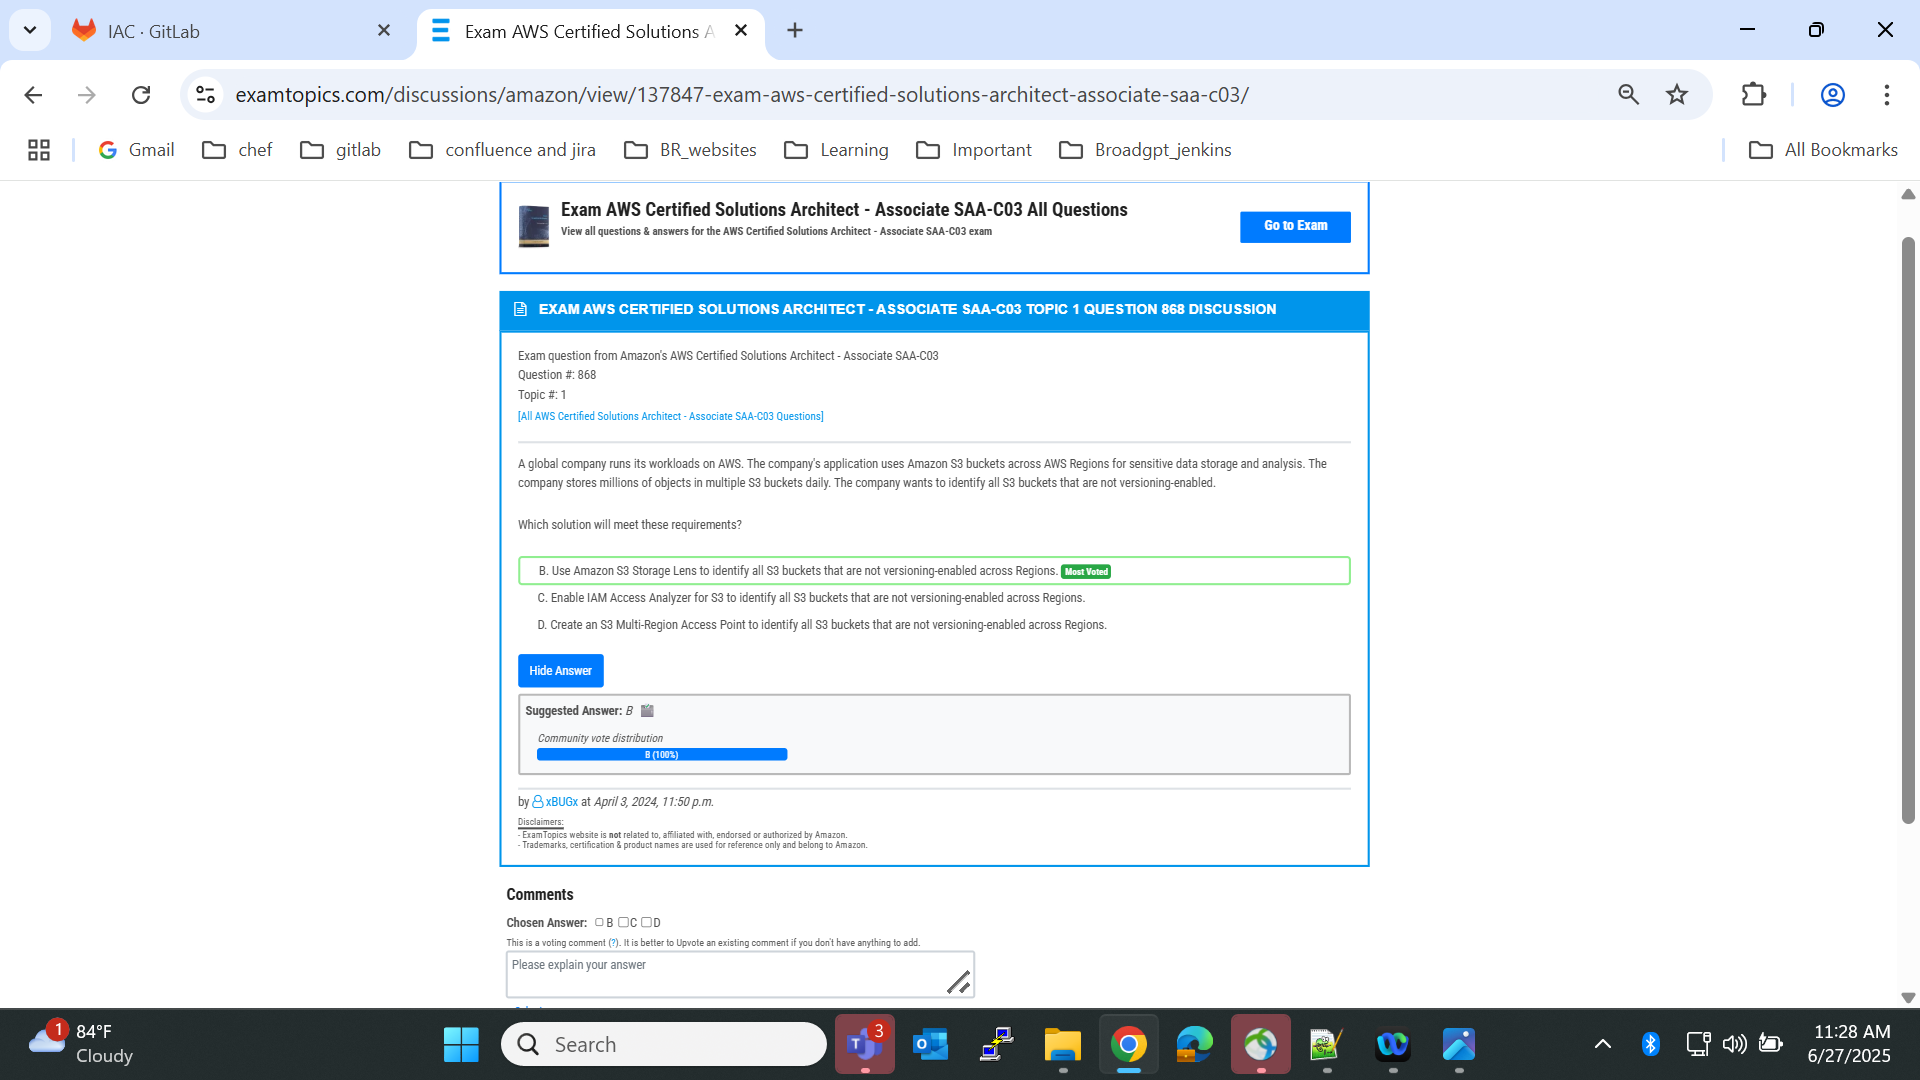 IAC · GitLab
Exam AWS Certified Solutions A
examtopics.com/discussions/amazon/view/137847-exam-aws-certified-solutions-architect-associate-saa-c03/
Gmail
chef
gitlab
confluence and jira
BR_websites
Learning
Important
Broadgpt_jenkins
All Bookmarks
Exam AWS Certified Solutions Architect - Associate SAA-C03 All Questions
View all questions & answers for the AWS Certified Solutions Architect - Associate SAA-C03 exam
Go to Exam
EXAM AWS CERTIFIED SOLUTIONS ARCHITECT - ASSOCIATE SAA-C03 TOPIC 1 QUESTION 868 DISCUSSION
Exam question from Amazon's AWS Certified Solutions Architect - Associate SAA-C03
Question #: 868
Topic #: 1
[All AWS Certified Solutions Architect - Associate SAA-C03 Questions]
A global company runs its workloads on AWS. The company's application uses Amazon S3 buckets across AWS Regions for sensitive data storage and analysis. The
company stores millions of objects in multiple S3 buckets daily. The company wants to identify all S3 buckets that are not versioning-enabled.
Which solution will meet these requirements?
B. Use Amazon S3 Storage Lens to identify all S3 buckets that are not versioning-enabled across Regions. Most Voted
C. Enable IAM Access Analyzer for S3 to identify all S3 buckets that are not versioning-enabled across Regions.
D. Create an S3 Multi-Region Access Point to identify all S3 buckets that are not versioning-enabled across Regions.
Hide Answer
Suggested Answer: B
Community vote distribution
B (100%)
by xBUGx at April 3, 2024, 11:50 p.m.
Disclaimers:
- ExamTopics website is not related to, affiliated with, endorsed or authorized by Amazon.
- Trademarks, certification & product names are used for reference only and belong to Amazon.
Comments
Chosen Answer: B C D
This is a voting comment (?). It is better to Upvote an existing comment if you don't have anything to add.
Please explain your answer
1
84°F
Cloudy
Search
3
11:28 AM
6/27/2025